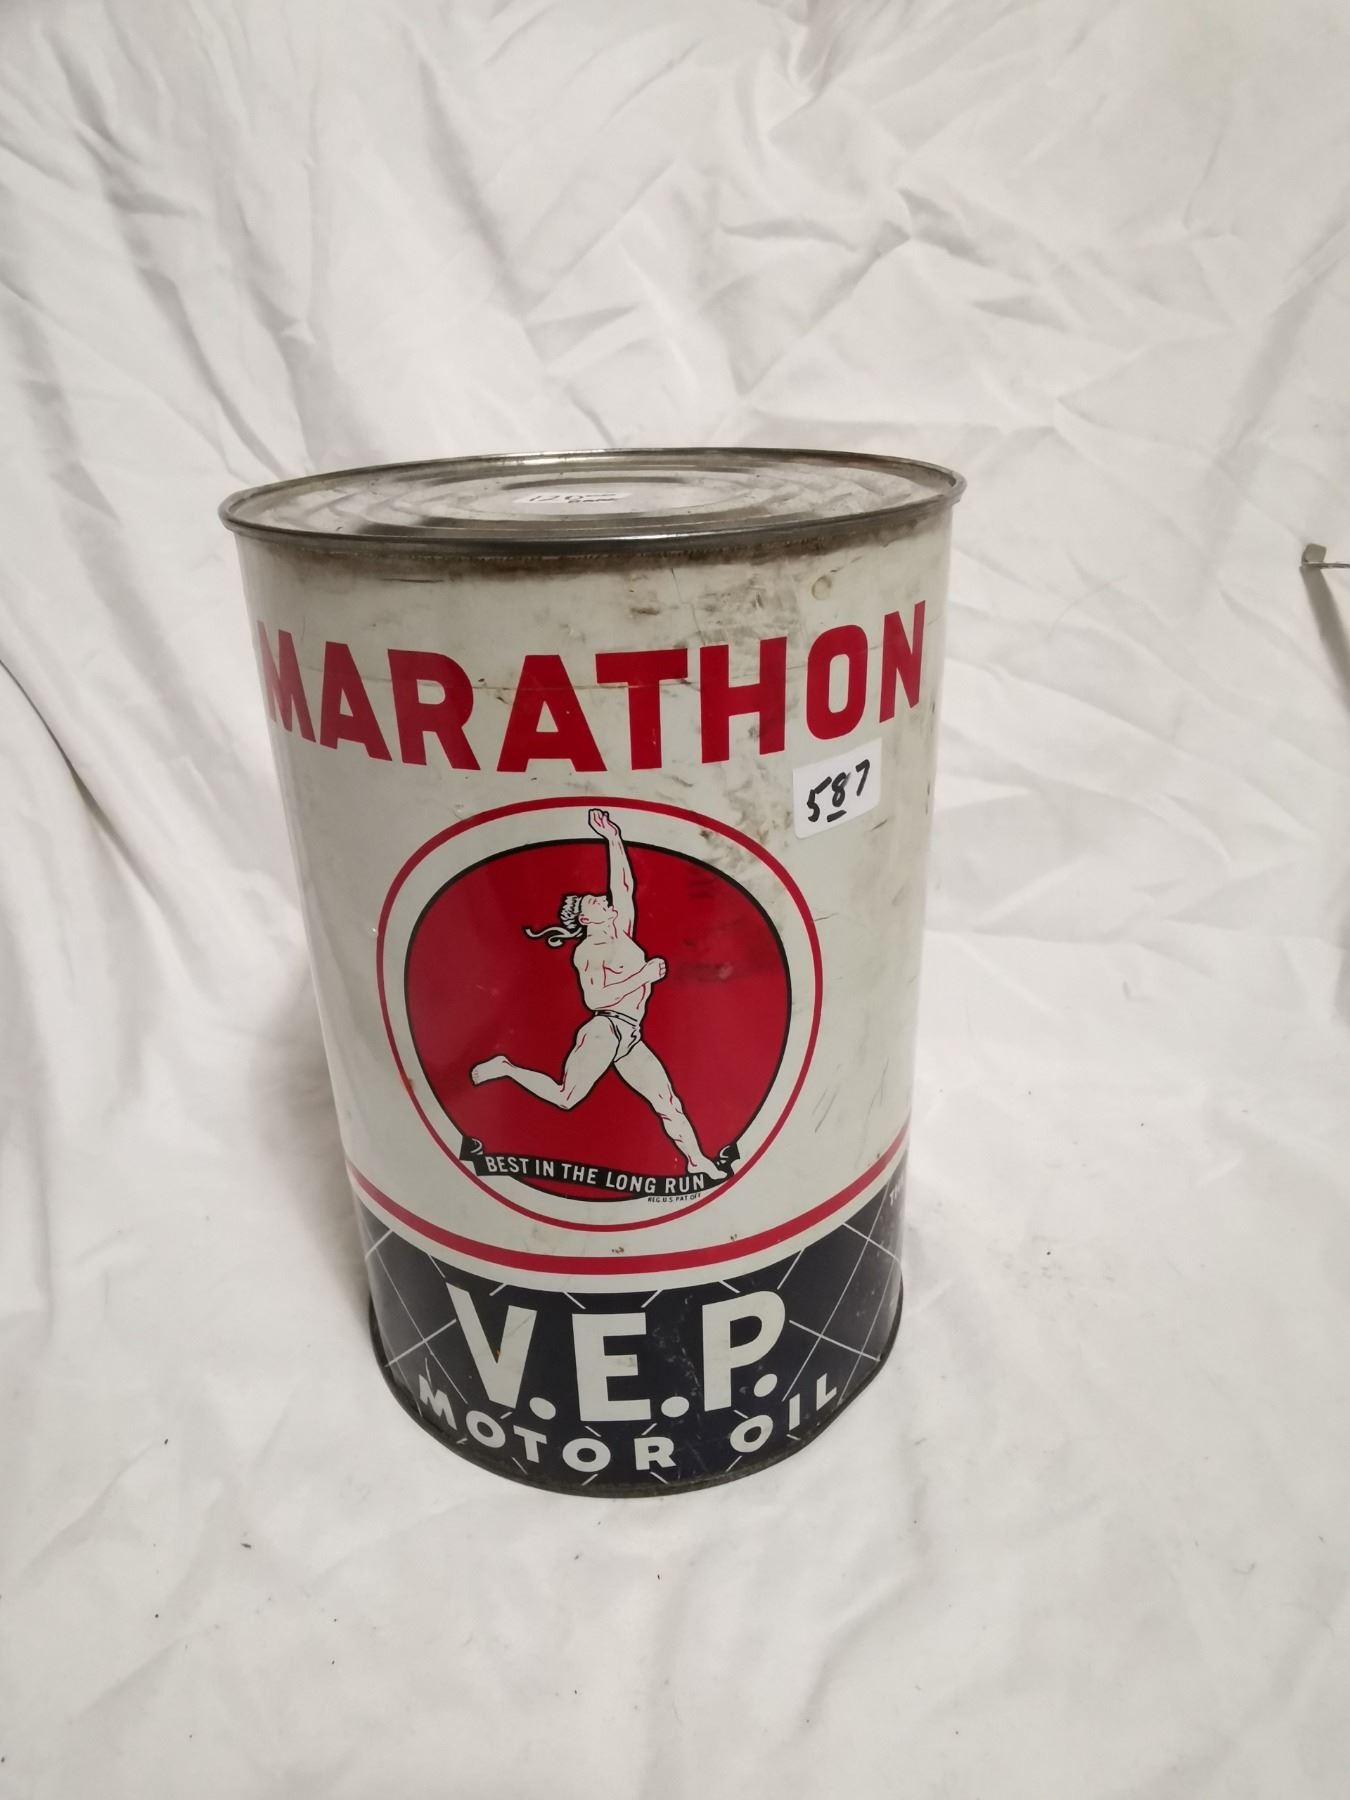 MARATHON
587
BEST IN THE LONG RUN
REG. U.S. PAT. OFF.
V.E.P.
MOTOR OIL